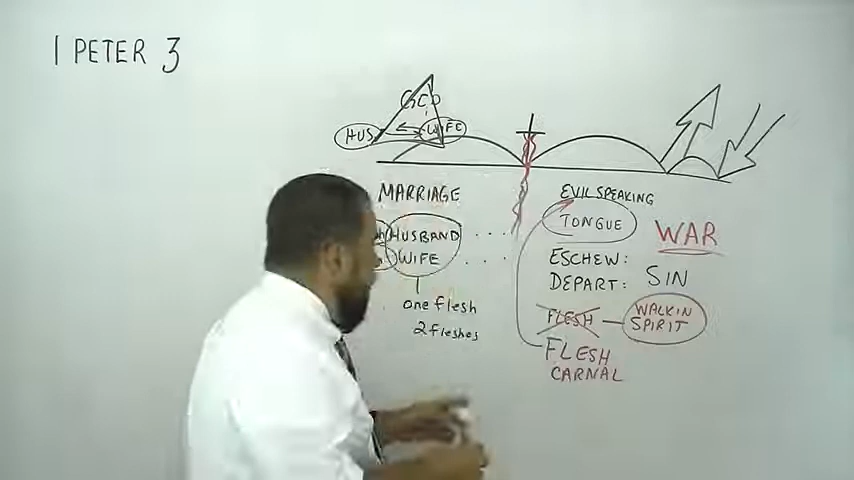 1 PETER 3
GOD
HUS
WIFE
MARRIAGE
HUSBAND . . .
WIFE . . .
one flesh
2 fleshes
EVIL SPEAKING
TONGUE
WAR
ESCHEW:
DEPART: SIN
FLESH
WALK IN
SPIRIT
FLESH
CARNAL